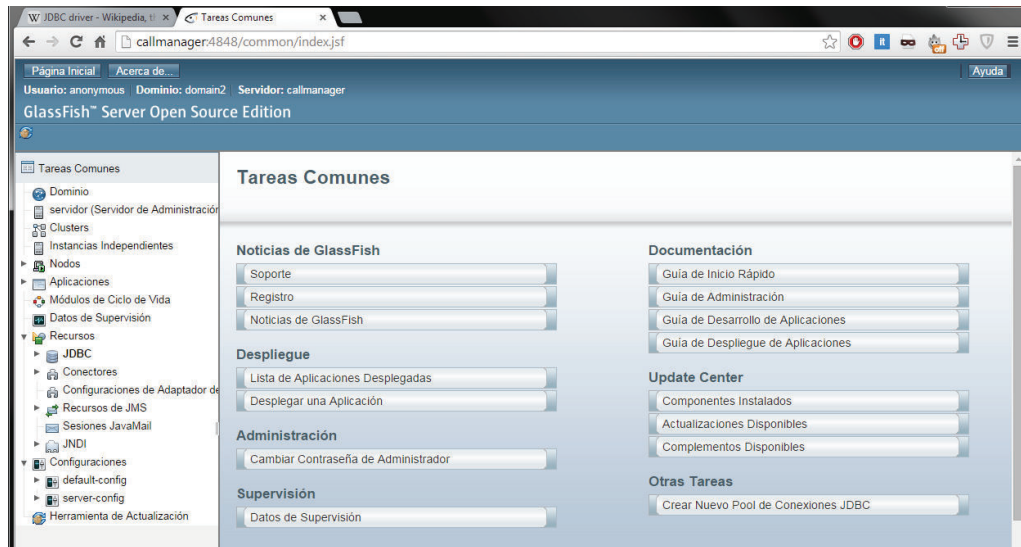 JDBC driver - Wikipedia, t
Tareas Comunes
callmanager:4848/common/index.jsf
Página Inicial Acerca de... Ayuda
Usuario: anonymous Dominio: domain2 Servidor: callmanager
GlassFish™ Server Open Source Edition
Tareas Comunes
Dominio
servidor (Servidor de Administración
Clusters
Instancias Independientes
Nodos
Aplicaciones
Módulos de Ciclo de Vida
Datos de Supervisión
Recursos
JDBC
Conectores
Configuraciones de Adaptador de
Recursos de JMS
Sesiones JavaMail
JNDI
Configuraciones
default-config
server-config
Herramienta de Actualización
Tareas Comunes
Noticias de GlassFish
Soporte
Registro
Noticias de GlassFish
Despliegue
Lista de Aplicaciones Desplegadas
Desplegar una Aplicación
Administración
Cambiar Contraseña de Administrador
Supervisión
Datos de Supervisión
Documentación
Guía de Inicio Rápido
Guía de Administración
Guía de Desarrollo de Aplicaciones
Guía de Despliegue de Aplicaciones
Update Center
Componentes Instalados
Actualizaciones Disponibles
Complementos Disponibles
Otras Tareas
Crear Nuevo Pool de Conexiones JDBC